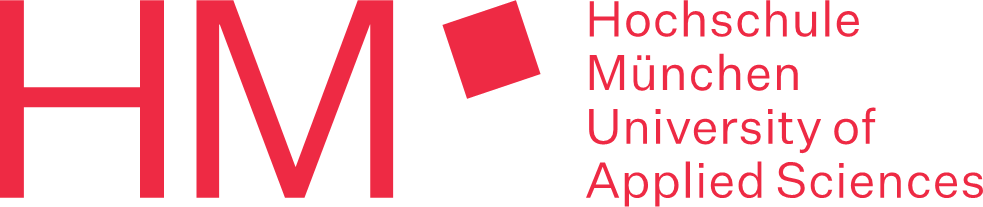 HM
Hochschule
München
University of
Applied Sciences